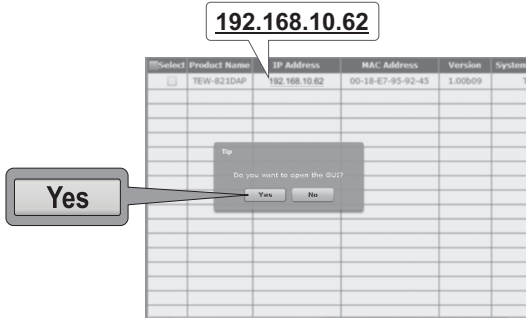 192.168.10.62
Select Product Name IP Address MAC Address Version System
TEW-821DAP 192.168.10.62 00-18-E7-95-92-45 1.00b09 T
Tip
Do you want to open the GUI?
Yes No
Yes